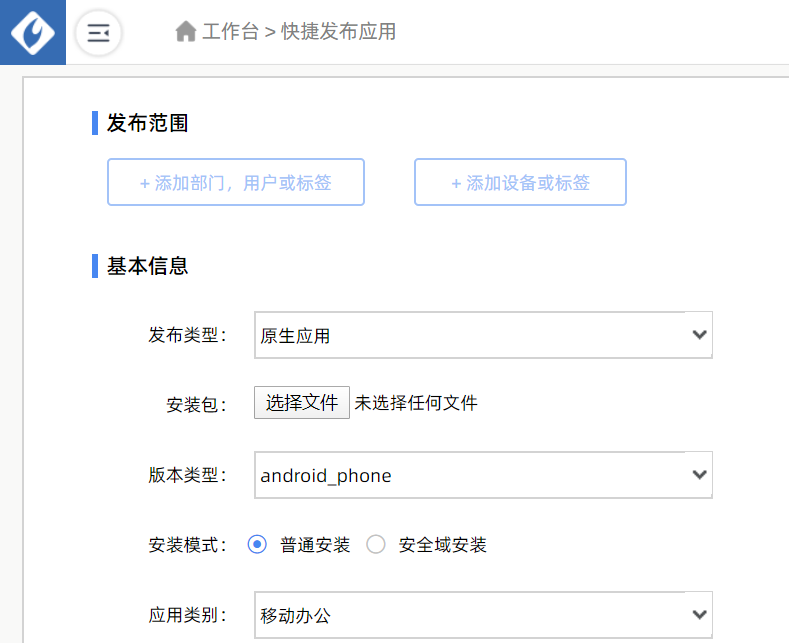 工作台 > 快捷发布应用
发布范围
+ 添加部门，用户或标签 + 添加设备或标签
基本信息
发布类型： 原生应用
安装包： 选择文件 未选择任何文件
版本类型： android_phone
安装模式： 普通安装 安全域安装
应用类别： 移动办公